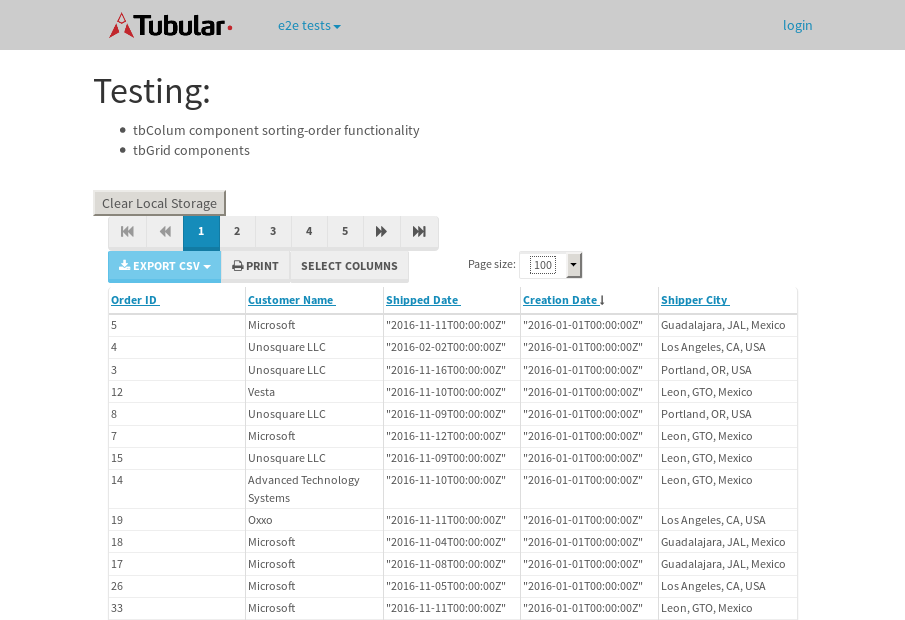 Tubular e2e tests login
Testing:
tbColum component sorting-order functionality
tbGrid components
Clear Local Storage
1 2 3 4 5
EXPORT CSV PRINT SELECT COLUMNS Page size: 100
Order ID Customer Name Shipped Date Creation Date Shipper City
5 Microsoft "2016-11-11T00:00:00Z" "2016-01-01T00:00:00Z" Guadalajara, JAL, Mexico
4 Unosquare LLC "2016-02-02T00:00:00Z" "2016-01-01T00:00:00Z" Los Angeles, CA, USA
3 Unosquare LLC "2016-11-16T00:00:00Z" "2016-01-01T00:00:00Z" Portland, OR, USA
12 Vesta "2016-11-10T00:00:00Z" "2016-01-01T00:00:00Z" Leon, GTO, Mexico
8 Unosquare LLC "2016-11-09T00:00:00Z" "2016-01-01T00:00:00Z" Portland, OR, USA
7 Microsoft "2016-11-12T00:00:00Z" "2016-01-01T00:00:00Z" Leon, GTO, Mexico
15 Unosquare LLC "2016-11-09T00:00:00Z" "2016-01-01T00:00:00Z" Leon, GTO, Mexico
14 Advanced Technology "2016-11-10T00:00:00Z" "2016-01-01T00:00:00Z" Leon, GTO, Mexico
Systems
19 Oxxo "2016-11-11T00:00:00Z" "2016-01-01T00:00:00Z" Los Angeles, CA, USA
18 Microsoft "2016-11-04T00:00:00Z" "2016-01-01T00:00:00Z" Guadalajara, JAL, Mexico
17 Microsoft "2016-11-08T00:00:00Z" "2016-01-01T00:00:00Z" Guadalajara, JAL, Mexico
26 Microsoft "2016-11-05T00:00:00Z" "2016-01-01T00:00:00Z" Los Angeles, CA, USA
33 Microsoft "2016-11-11T00:00:00Z" "2016-01-01T00:00:00Z" Leon, GTO, Mexico